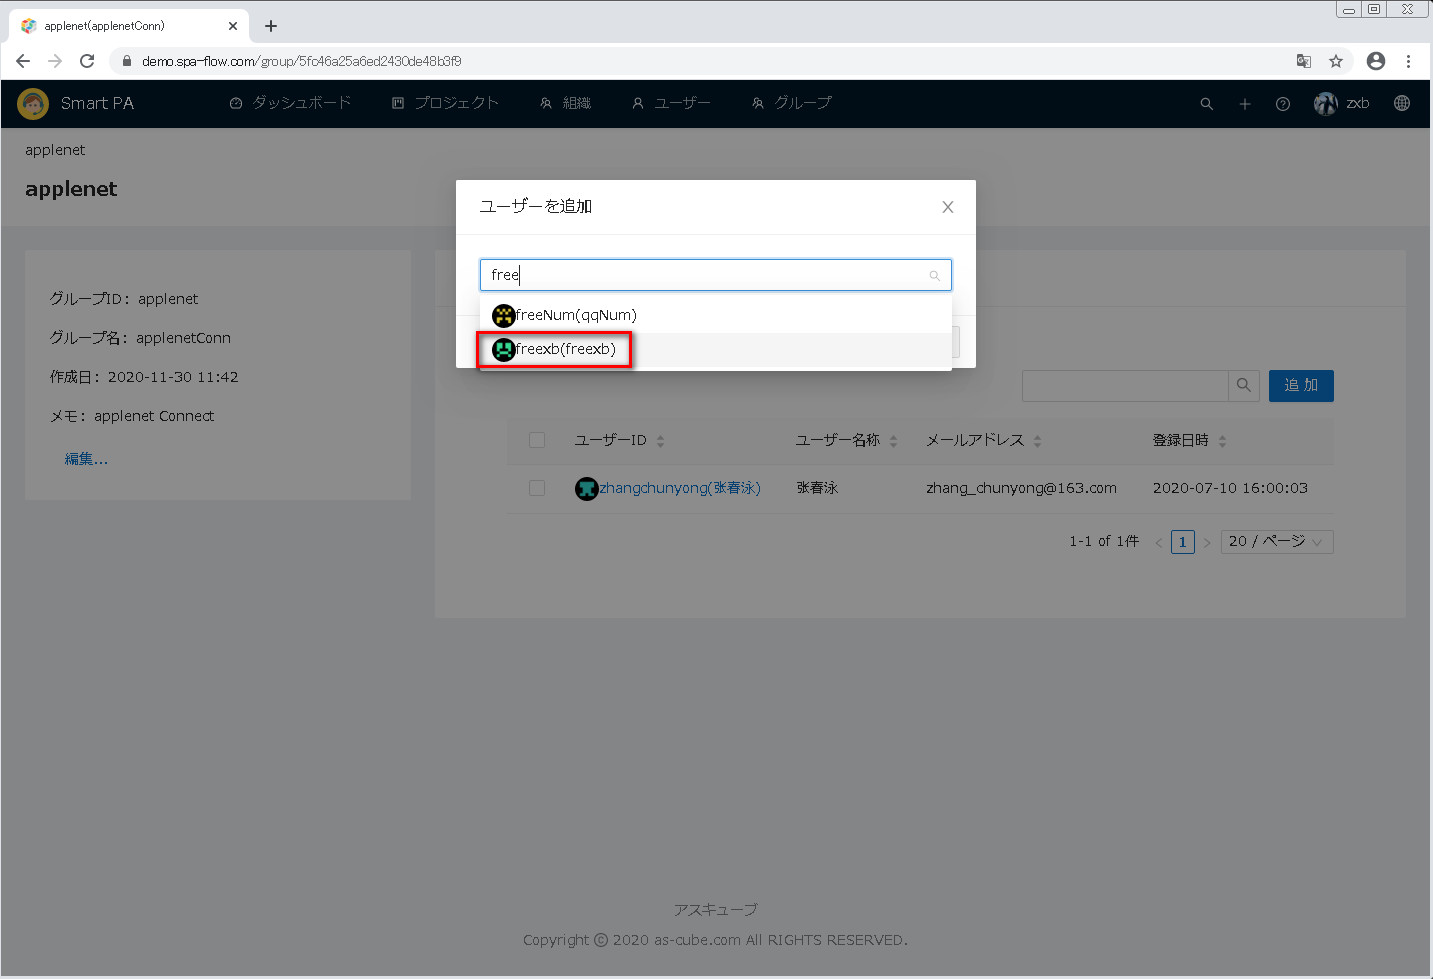 applenet(applenetConn)
demo.spa-flow.com/group/5fc46a25a6ed2430de48b3f9
Smart PA ダッシュボード プロジェクト 組織 ユーザー グループ zxb
applenet
applenet
ユーザーを追加
free
freeNum(qqNum)
freexb(freexb)
グループID：applenet
グループ名：applenetConn
作成日：2020-11-30 11:42
メモ：applenet Connect
編集...
追 加
ユーザーID ユーザー名称 メールアドレス 登録日時
zhangchunyong(张春泳) 张春泳 zhang_chunyong@163.com 2020-07-10 16:00:03
1-1 of 1件 1 20 / ページ
アスキューブ
Copyright © 2020 as-cube.com All RIGHTS RESERVED.